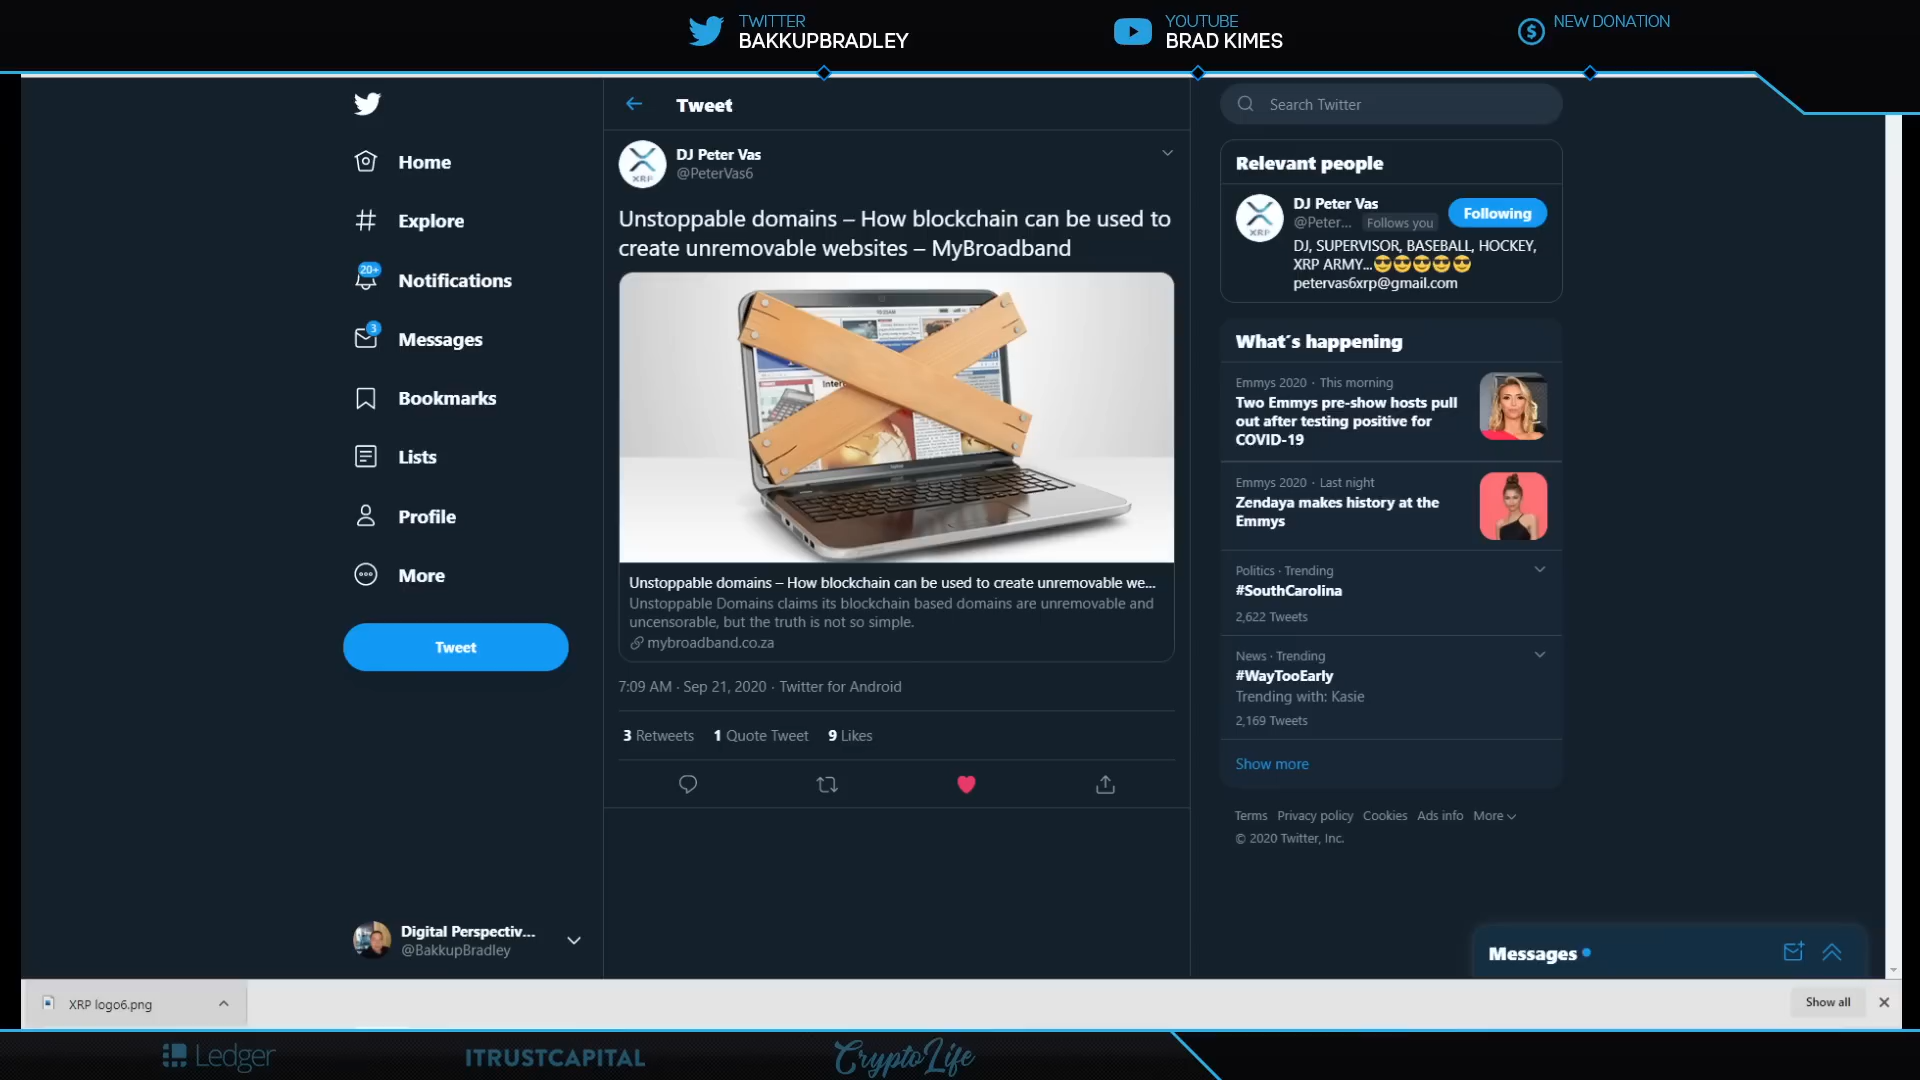 TWITTER
BAKKUPBRADLEY
YOUTUBE
BRAD KIMES
NEW DONATION
Home
Explore
20+
Notifications
3
Messages
Bookmarks
Lists
Profile
More
Tweet
Digital Perspectiv...
@BakkupBradley
Tweet
XRP
DJ Peter Vas
@PeterVas6
Unstoppable domains – How blockchain can be used to
create unremovable websites – MyBroadband
Unstoppable domains – How blockchain can be used to create unremovable we...
Unstoppable Domains claims its blockchain based domains are unremovable and
uncensorable, but the truth is not so simple.
mybroadband.co.za
7:09 AM · Sep 21, 2020 · Twitter for Android
3 Retweets 1 Quote Tweet 9 Likes
Search Twitter
Relevant people
XRP
DJ Peter Vas
@Peter... Follows you
Following
DJ, SUPERVISOR, BASEBALL, HOCKEY,
XRP ARMY...😎😎😎😎😎
petervas6xrp@gmail.com
What´s happening
Emmys 2020 · This morning
Two Emmys pre-show hosts pull
out after testing positive for
COVID-19
Emmys 2020 · Last night
Zendaya makes history at the
Emmys
Politics · Trending
#SouthCarolina
2,622 Tweets
News · Trending
#WayTooEarly
Trending with: Kasie
2,169 Tweets
Show more
Terms Privacy policy Cookies Ads info More
© 2020 Twitter, Inc.
Messages
XRP logo6.png
Show all
Ledger
ITRUSTCAPITAL
CryptoLife